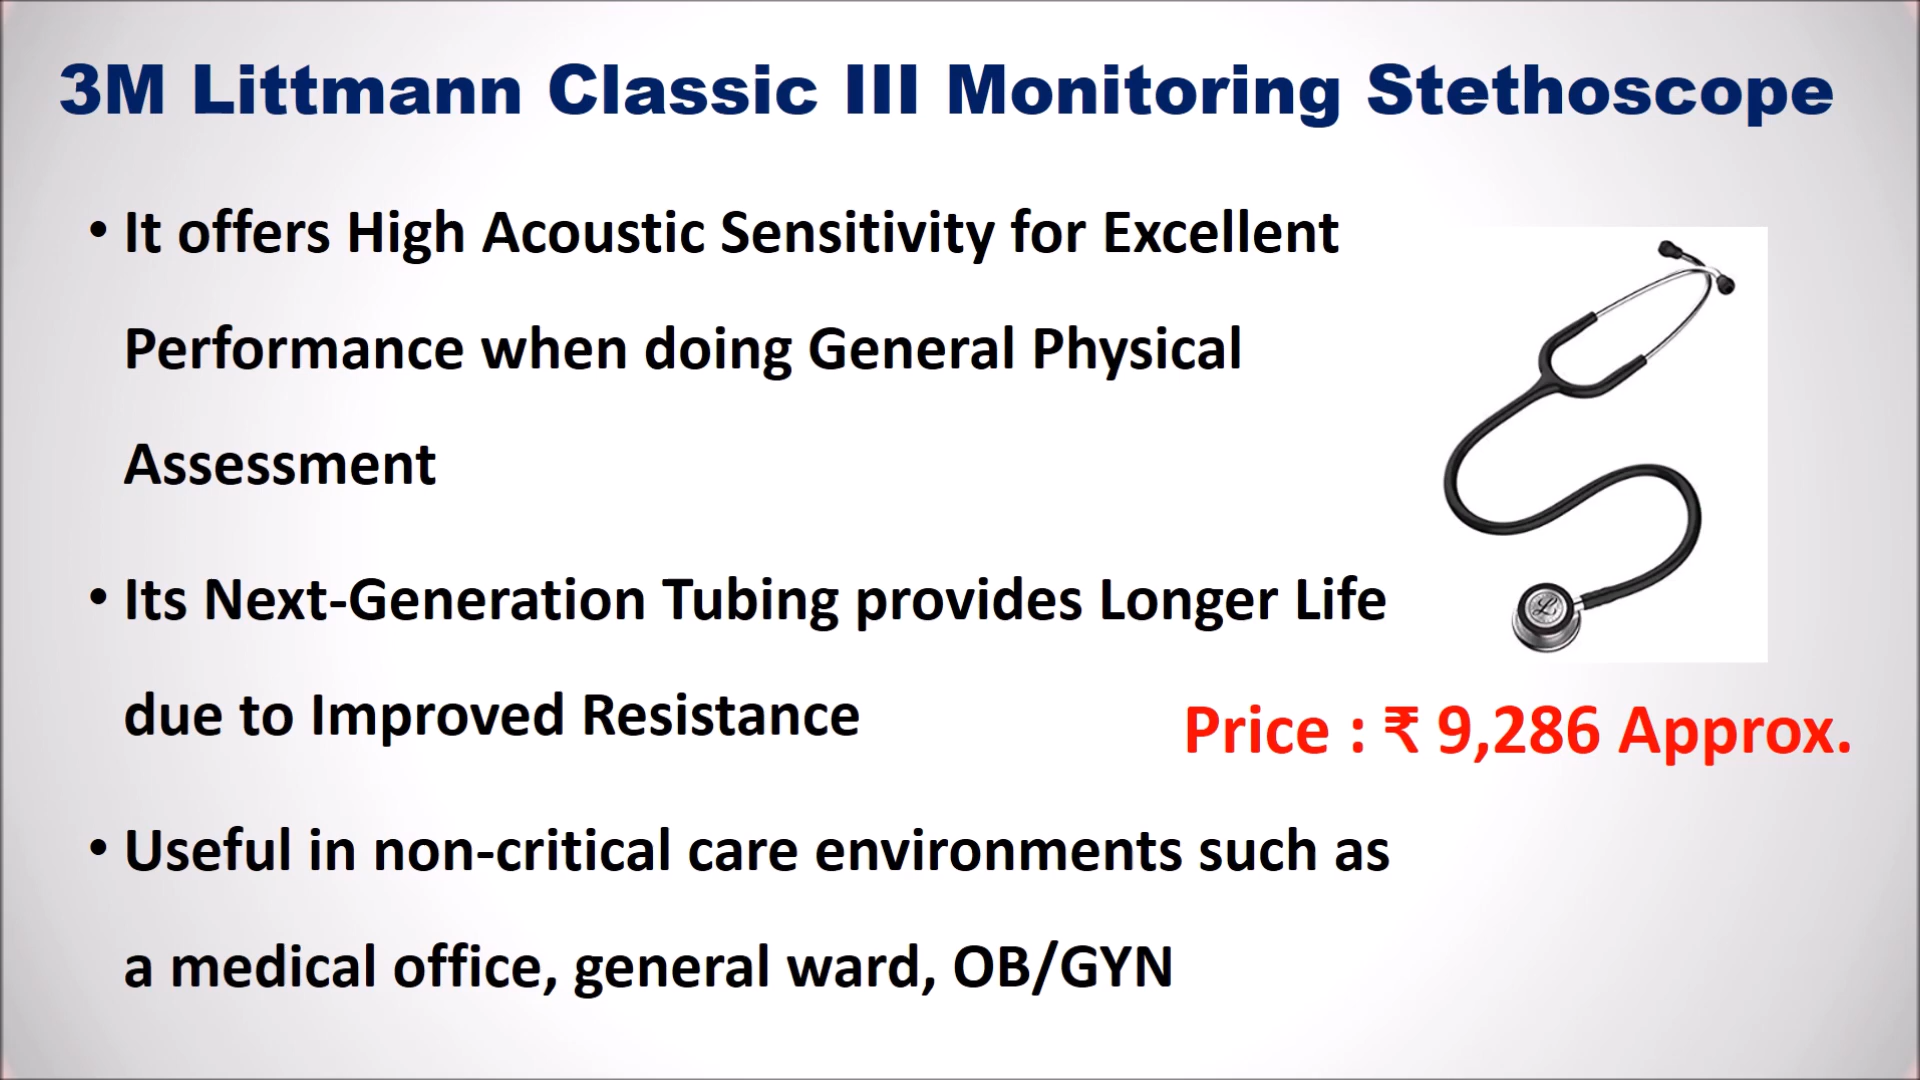 3M Littmann Classic III Monitoring Stethoscope
• It offers High Acoustic Sensitivity for Excellent
Performance when doing General Physical
Assessment
• Its Next-Generation Tubing provides Longer Life
due to Improved Resistance
Price : ₹ 9,286 Approx.
• Useful in non-critical care environments such as
a medical office, general ward, OB/GYN